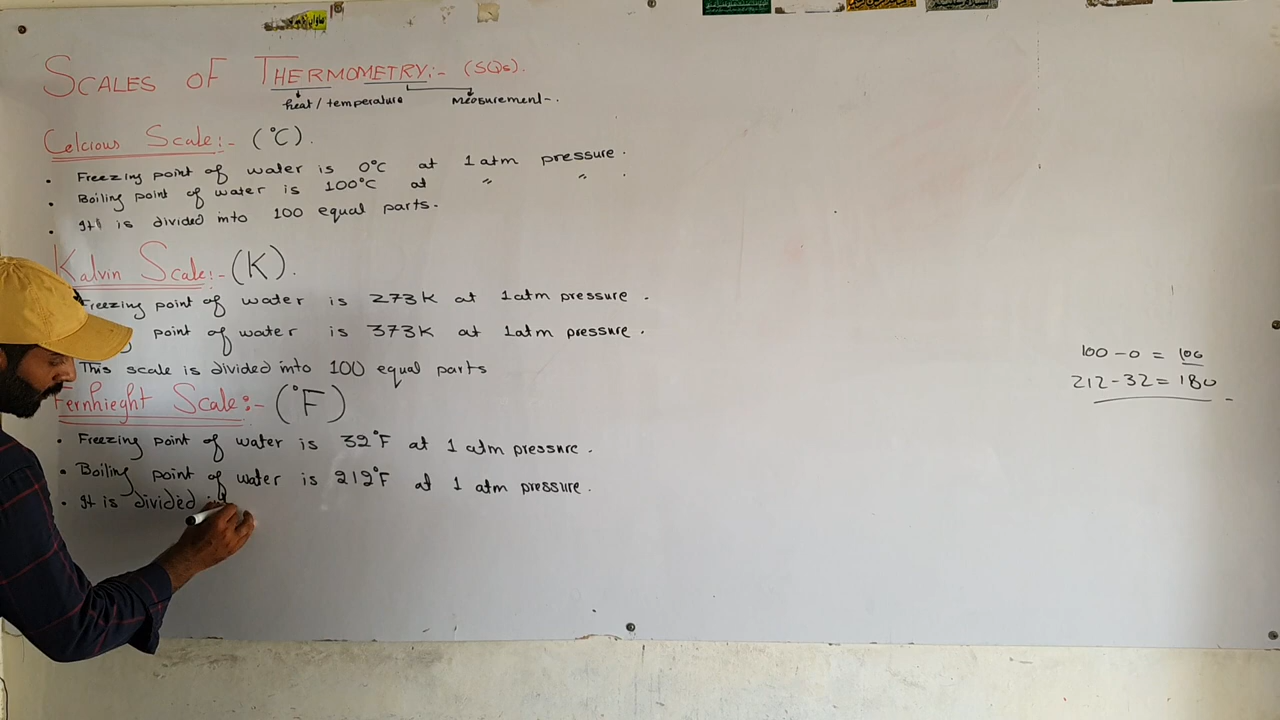 SCALES OF THERMOMETRY:- (SQs).
heat / temperature measurement-.
Celcious Scale:- (°C).
• Freezing point of water is 0°C at 1 atm pressure.
• Boiling point of water is 100°C at " " .
• It is divided into 100 equal parts.
Kalvin Scale:- (K).
Freezing point of water is 273K at 1atm pressure.
point of water is 373K at 1atm pressure.
This scale is divided into 100 equal parts
Fernhieght Scale:- (°F)
• Freezing point of water is 32°F at 1 atm pressure.
• Boiling point of water is 212°F at 1 atm pressure.
• It is divided
100 - 0 = 100
212 - 32 = 180